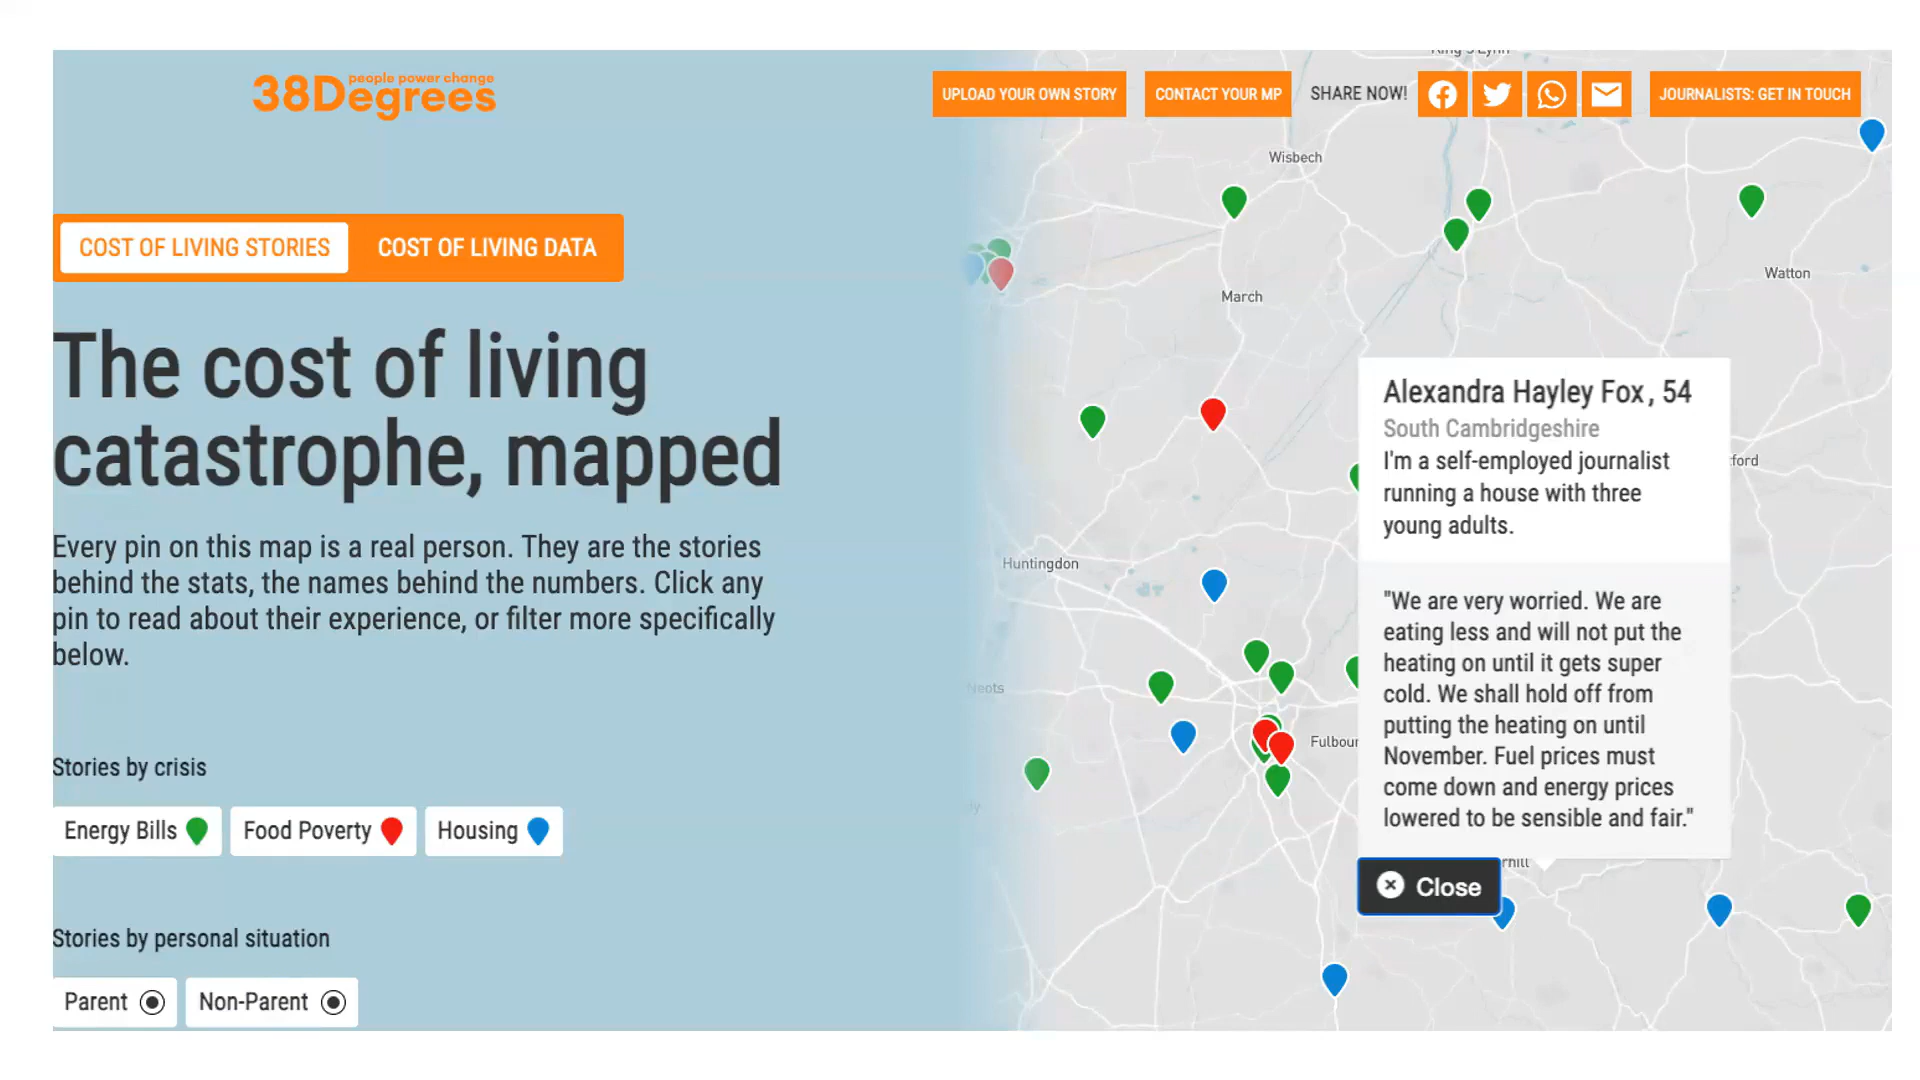 King's Lynn
people power change
38Degrees
UPLOAD YOUR OWN STORY
CONTACT YOUR MP
SHARE NOW!
JOURNALISTS: GET IN TOUCH
Wisbech
COST OF LIVING STORIES
COST OF LIVING DATA
Watton
March
The cost of living
catastrophe, mapped
Every pin on this map is a real person. They are the stories
behind the stats, the names behind the numbers. Click any
pin to read about their experience, or filter more specifically
below.
Alexandra Hayley Fox, 54
South Cambridgeshire
I'm a self-employed journalist
running a house with three
young adults.
tford
Huntingdon
"We are very worried. We are
eating less and will not put the
heating on until it gets super
cold. We shall hold off from
putting the heating on until
November. Fuel prices must
come down and energy prices
lowered to be sensible and fair."
Neots
Fulbour
rhill
Close
Stories by crisis
Energy Bills
Food Poverty
Housing
Stories by personal situation
Parent
Non-Parent